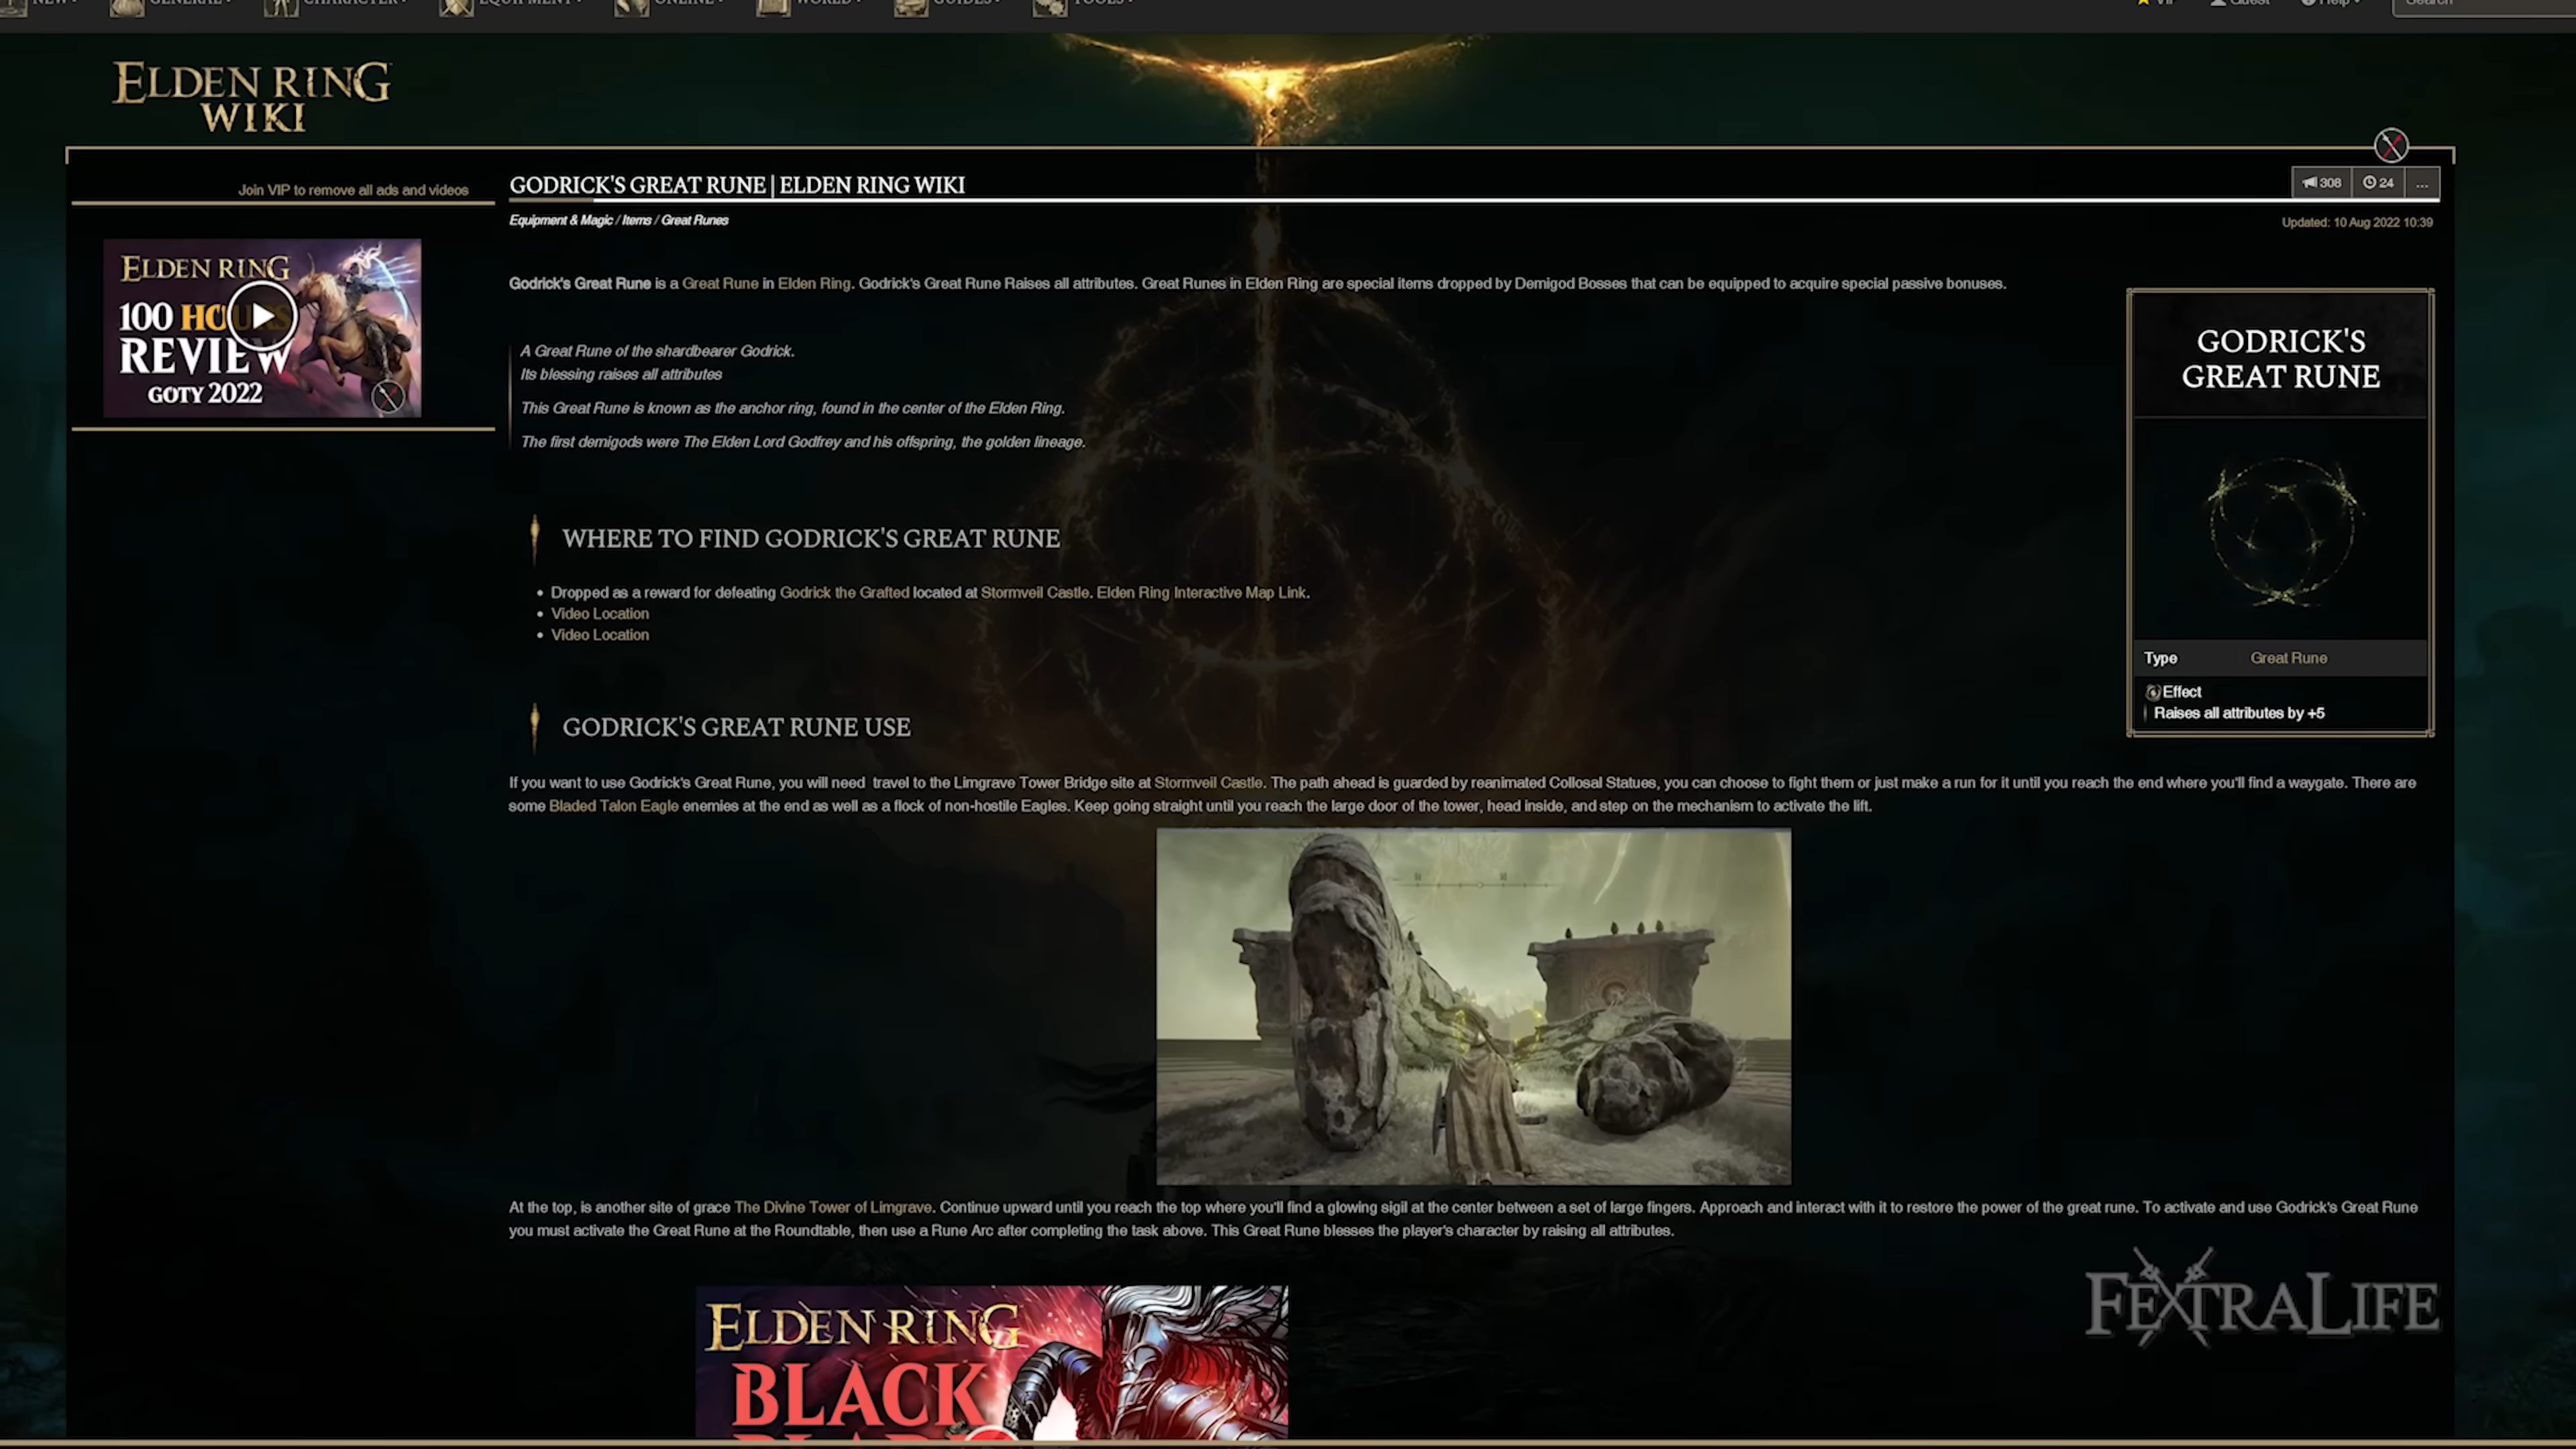 NEW
GENERAL
CHARACTER
EQUIPMENT
ONLINE
WORLD
GUIDES
TOOLS
VIP
Guest
Help
Search
ELDEN RING
WIKI
Join VIP to remove all ads and videos
ELDEN RING
100 HOURS
REVIEW
GOTY 2022
GODRICK'S GREAT RUNE | ELDEN RING WIKI
308
24
...
Equipment & Magic / Items / Great Runes
Updated: 10 Aug 2022 10:39
Godrick's Great Rune is a Great Rune in Elden Ring. Godrick's Great Rune Raises all attributes. Great Runes in Elden Ring are special items dropped by Demigod Bosses that can be equipped to acquire special passive bonuses.
A Great Rune of the shardbearer Godrick.
Its blessing raises all attributes
This Great Rune is known as the anchor ring, found in the center of the Elden Ring.
The first demigods were The Elden Lord Godfrey and his offspring, the golden lineage.
GODRICK'S
GREAT RUNE
Type Great Rune
Effect
Raises all attributes by +5
WHERE TO FIND GODRICK'S GREAT RUNE
• Dropped as a reward for defeating Godrick the Grafted located at Stormveil Castle. Elden Ring Interactive Map Link.
• Video Location
• Video Location
GODRICK'S GREAT RUNE USE
If you want to use Godrick's Great Rune, you will need travel to the Limgrave Tower Bridge site at Stormveil Castle. The path ahead is guarded by reanimated Collosal Statues, you can choose to fight them or just make a run for it until you reach the end where you'll find a waygate. There are
some Bladed Talon Eagle enemies at the end as well as a flock of non-hostile Eagles. Keep going straight until you reach the large door of the tower, head inside, and step on the mechanism to activate the lift.
At the top, is another site of grace The Divine Tower of Limgrave. Continue upward until you reach the top where you'll find a glowing sigil at the center between a set of large fingers. Approach and interact with it to restore the power of the great rune. To activate and use Godrick's Great Rune
you must activate the Great Rune at the Roundtable, then use a Rune Arc after completing the task above. This Great Rune blesses the player's character by raising all attributes.
ELDEN RING
BLACK
FEXTRALIFE